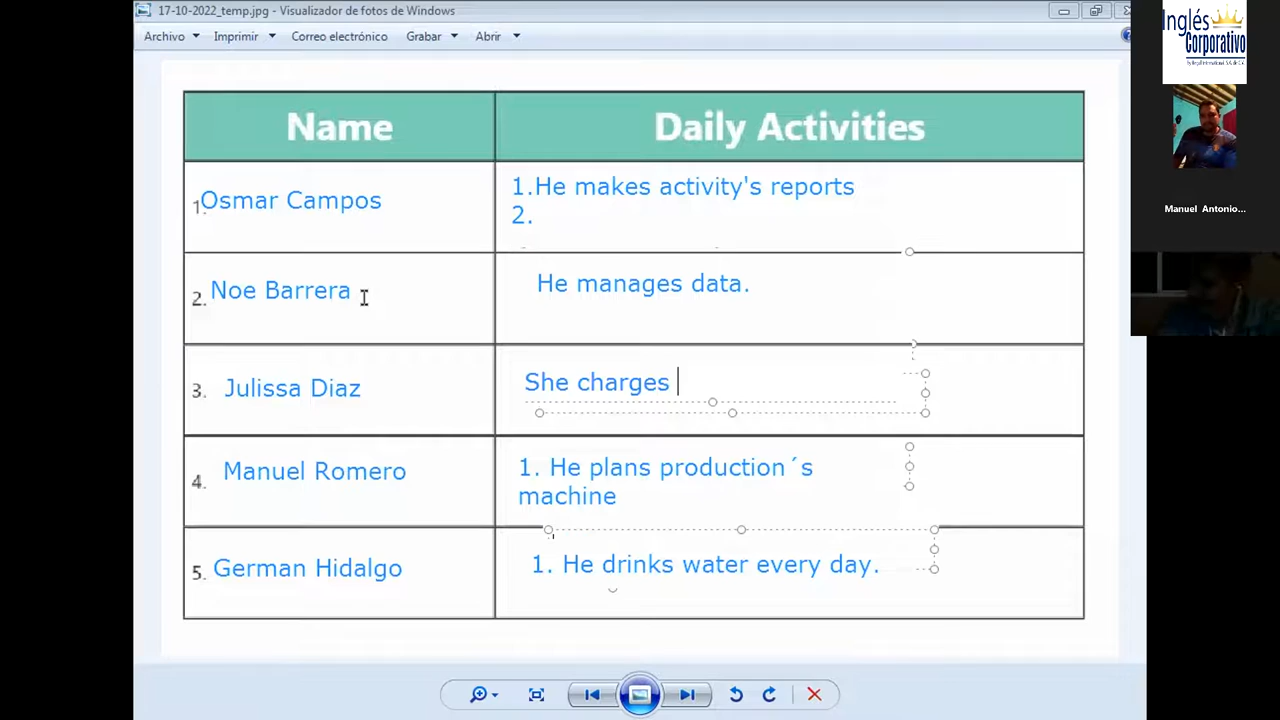 17-10-2022_temp.jpg - Visualizador de fotos de Windows
Archivo Imprimir Correo electrónico Grabar Abrir
Inglés
Corporativo
Name Daily Activities
1. Osmar Campos
1.He makes activity's reports
2.
2. Noe Barrera
He manages data.
3. Julissa Diaz
She charges
4. Manuel Romero
1. He plans production´s
machine
5. German Hidalgo
1. He drinks water every day.
Manuel Antonio...